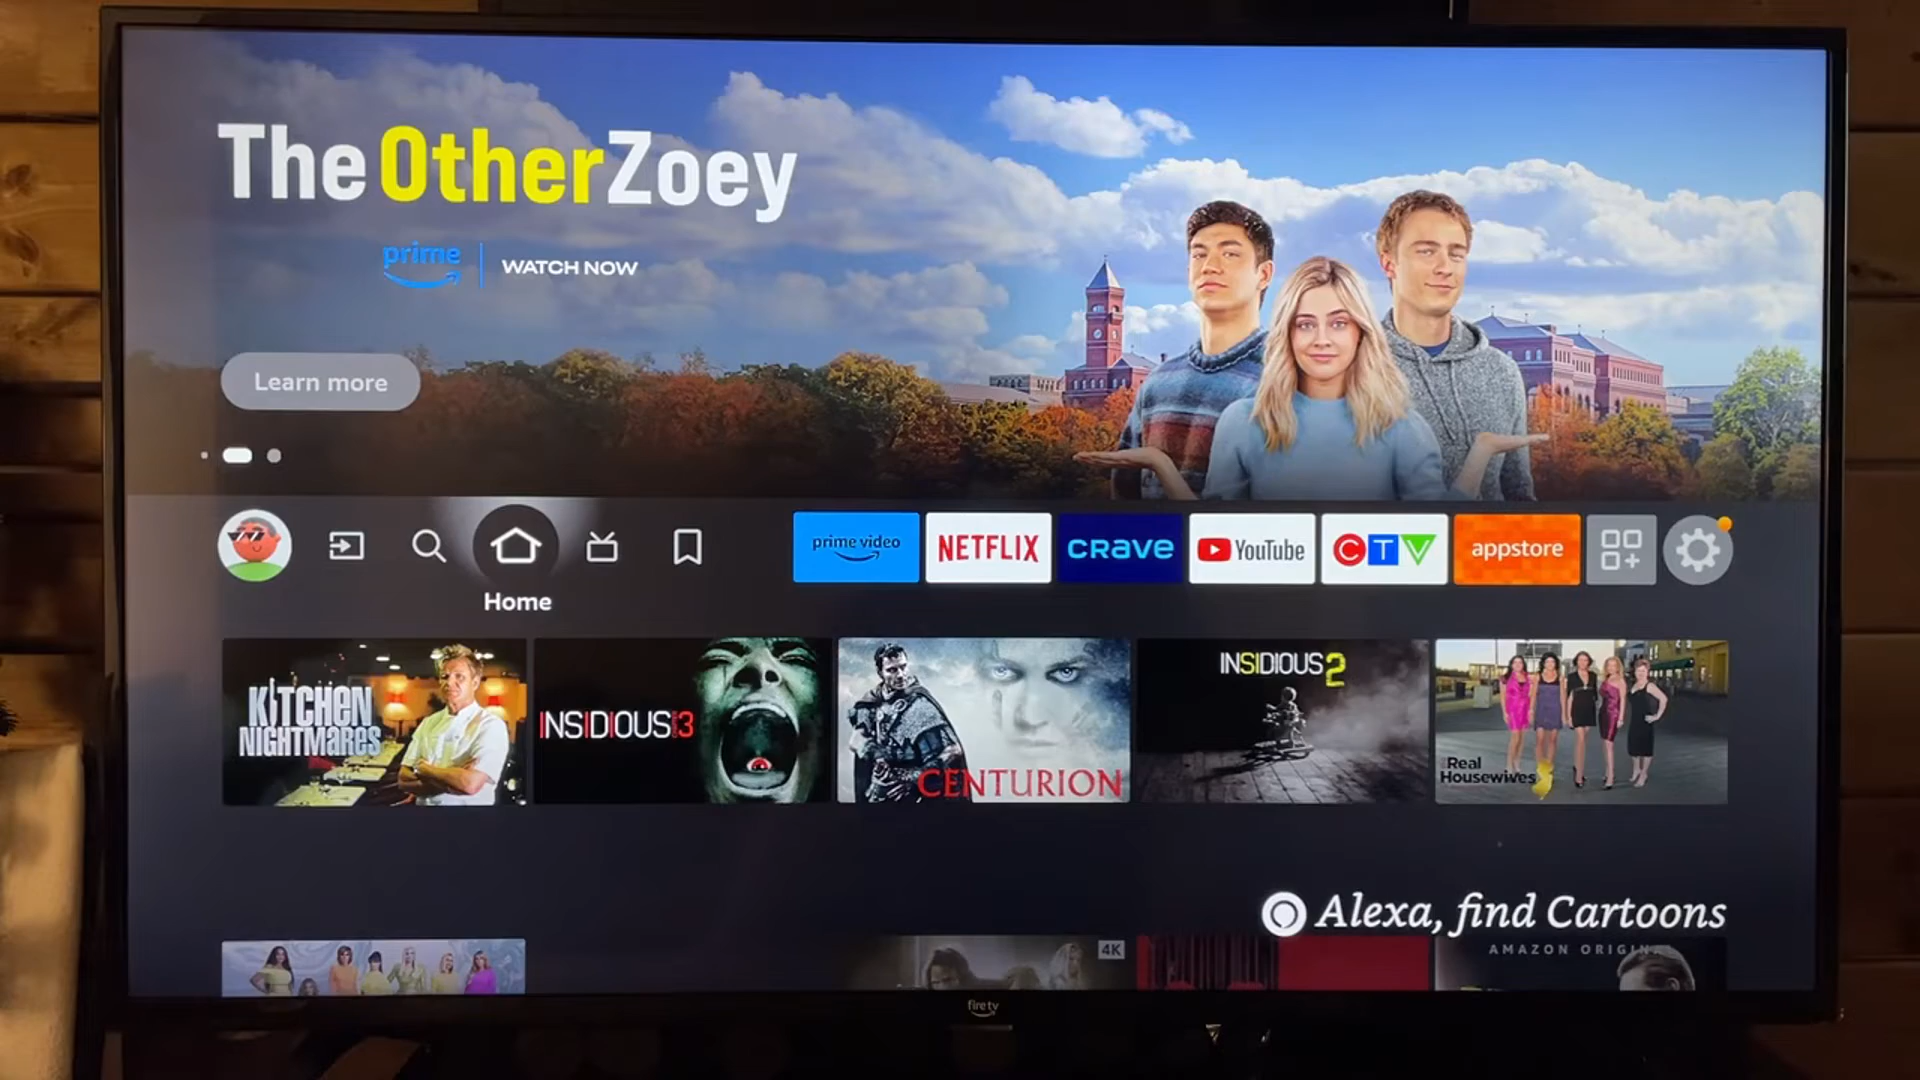 The Other Zoey
prime
WATCH NOW
Learn more
prime video
NETFLIX
CRAVE
YouTube
CTV
appstore
Home
KITCHEN
NIGHTMARES
INSIDIOUS
CHAPTER
3
CENTURION
INSIDIOUS 2
Real
Housewives
Alexa, find Cartoons
4K
AMAZON ORIGINAL
fire tv